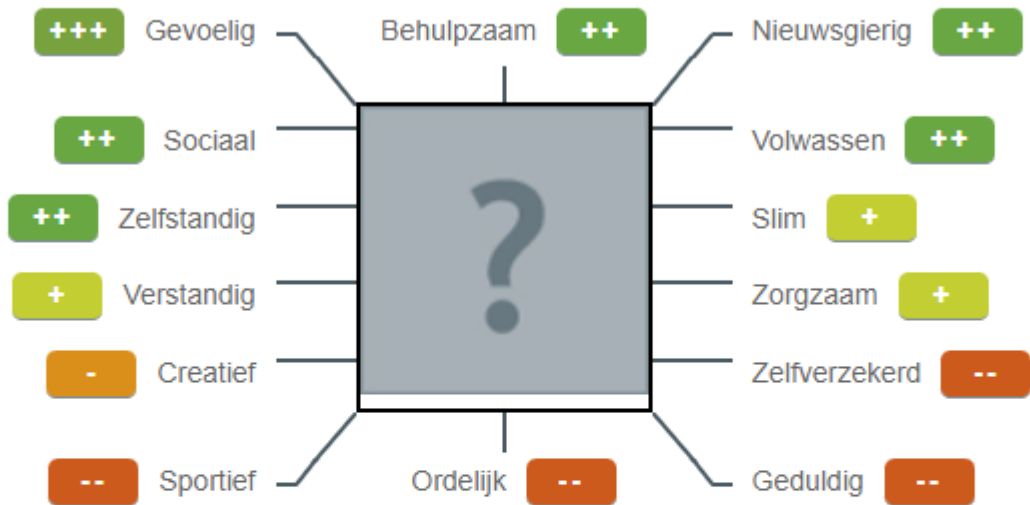 +++ Gevoelig Behulpzaam ++ Nieuwsgierig ++
++ Sociaal Volwassen ++
++ Zelfstandig Slim +
+ Verstandig Zorgzaam +
- Creatief Zelfverzekerd --
-- Sportief Ordelijk -- Geduldig --
?